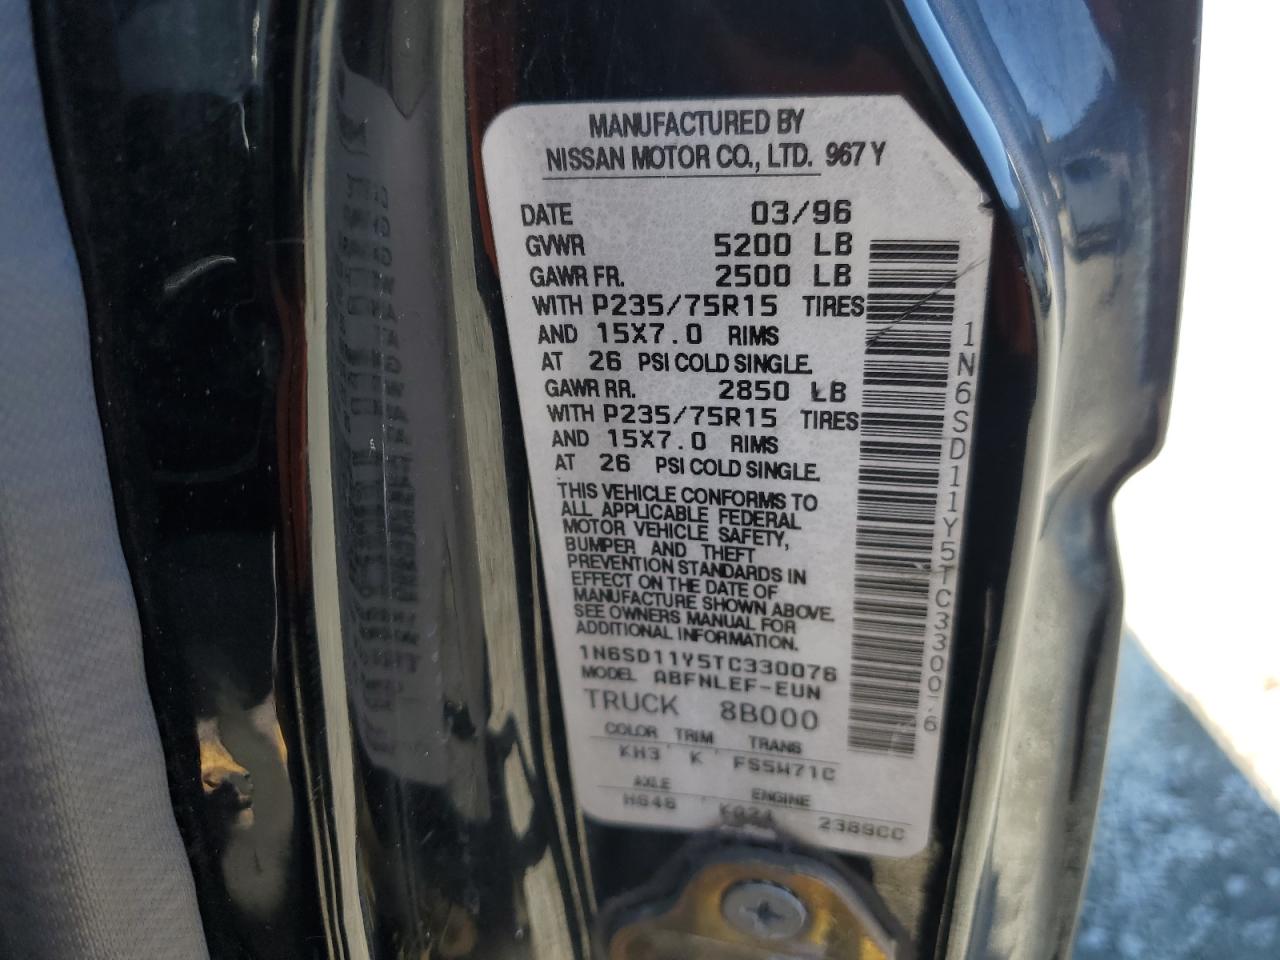 MANUFACTURED BY
NISSAN MOTOR CO., LTD. 967Y
DATE 03/96
GVWR 5200 LB
GAWR FR. 2500 LB
WITH P235/75R15 TIRES
AND 15X7.0 RIMS
AT 26 PSI COLD SINGLE.
GAWR RR. 2850 LB
WITH P235/75R15 TIRES
AND 15X7.0 RIMS
AT 26 PSI COLD SINGLE.
THIS VEHICLE CONFORMS TO
ALL APPLICABLE FEDERAL
MOTOR VEHICLE SAFETY,
BUMPER AND THEFT
PREVENTION STANDARDS IN
EFFECT ON THE DATE OF
MANUFACTURE SHOWN ABOVE.
SEE OWNERS MANUAL FOR
ADDITIONAL INFORMATION.
1N6SD11Y5TC330076
MODEL ABFNLEF-EUN
TRUCK 8B000
COLOR TRIM TRANS
KH3 K FS5W71C
AXLE ENGINE
KA24 2389CC
1N6SD11Y5TC330076